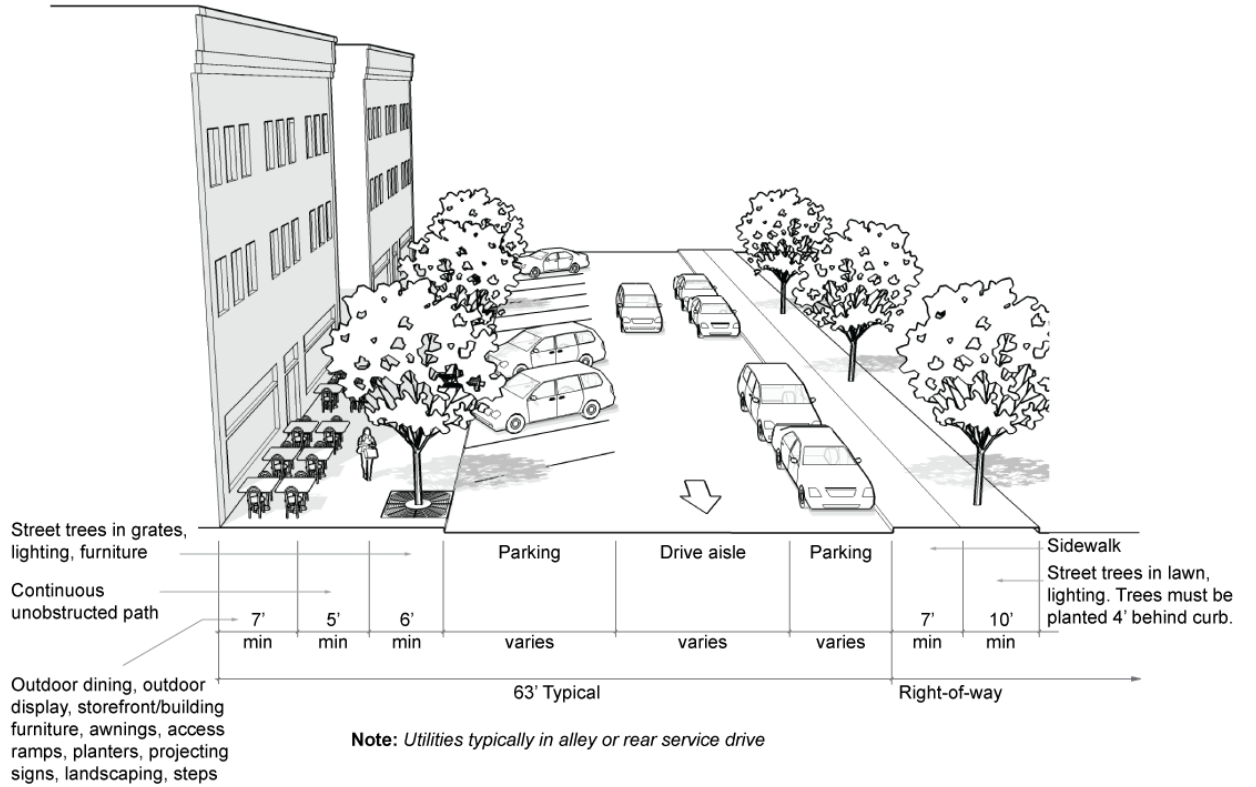 Street trees in grates,
lighting, furniture
Parking
Drive aisle
Parking
Sidewalk
Continuous
unobstructed path
Street trees in lawn,
lighting. Trees must be
planted 4’ behind curb.
7’
min
5’
min
6’
min
varies
varies
varies
7’
min
10’
min
Outdoor dining, outdoor
display, storefront/building
furniture, awnings, access
ramps, planters, projecting
signs, landscaping, steps
63’ Typical
Right-of-way
Note: Utilities typically in alley or rear service drive